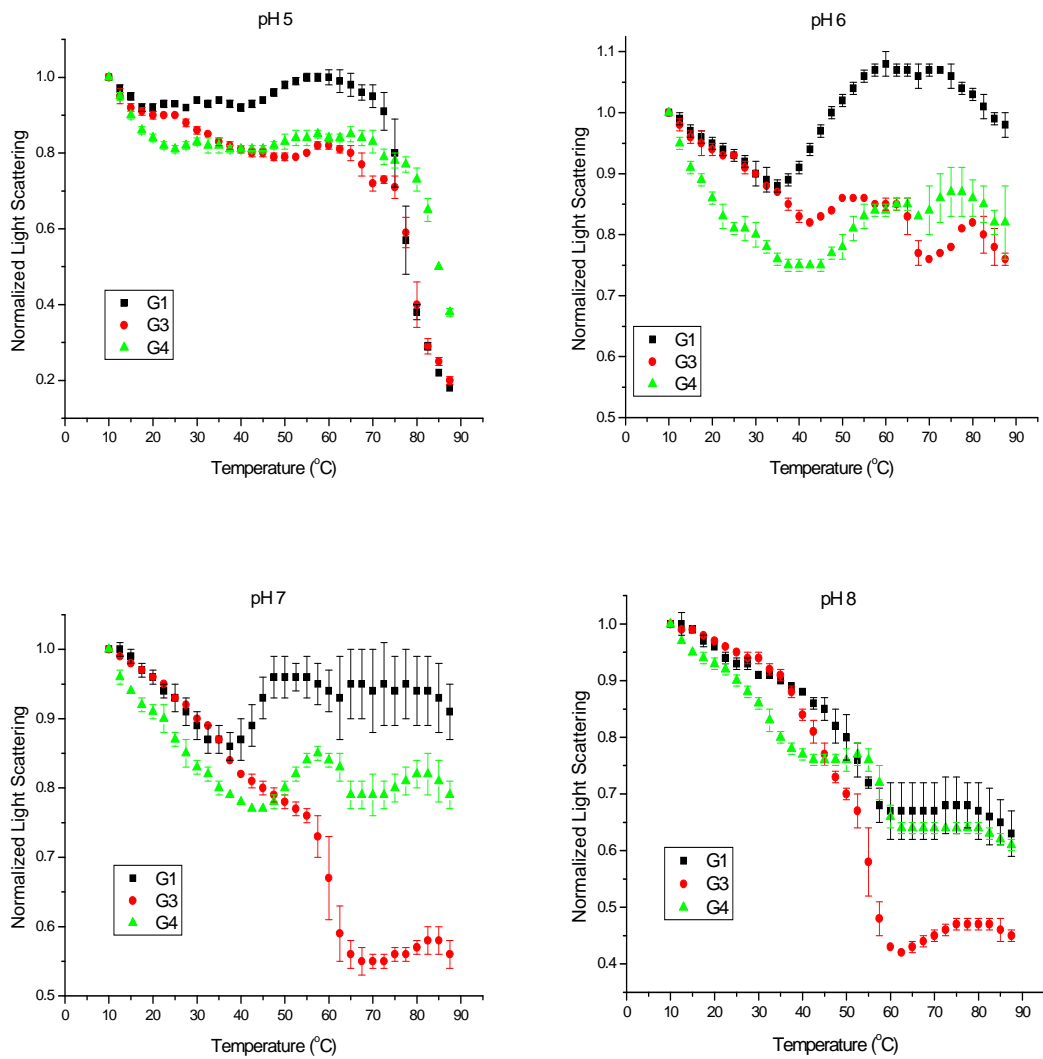 pH 5
Normalized Light Scattering
1.0
0.8
0.6
0.4
0.2
G1
G3
G4
0 10 20 30 40 50 60 70 80 90
Temperature (°C)
pH 6
Normalized Light Scattering
1.1
1.0
0.9
0.8
0.7
0.6
0.5
G1
G3
G4
0 10 20 30 40 50 60 70 80 90
Temperature (°C)
pH 7
Normalized Light Scattering
1.0
0.9
0.8
0.7
0.6
0.5
G1
G3
G4
0 10 20 30 40 50 60 70 80 90
Temperature (°C)
pH 8
Normalized Light Scattering
1.0
0.9
0.8
0.7
0.6
0.5
0.4
G1
G3
G4
0 10 20 30 40 50 60 70 80 90
Temperature (°C)